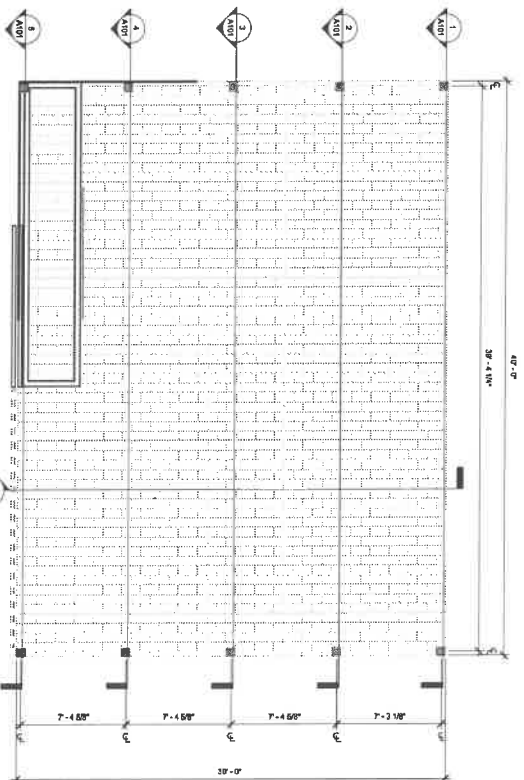 5
A101
4
A101
3
A101
2
A101
1
A101
℄
40' - 0"
39' - 4 1/4"
℄
7' - 4 5/8"
7' - 4 5/8"
7' - 4 5/8"
7' - 3 1/8"
℄
℄
℄
℄
℄
30' - 0"